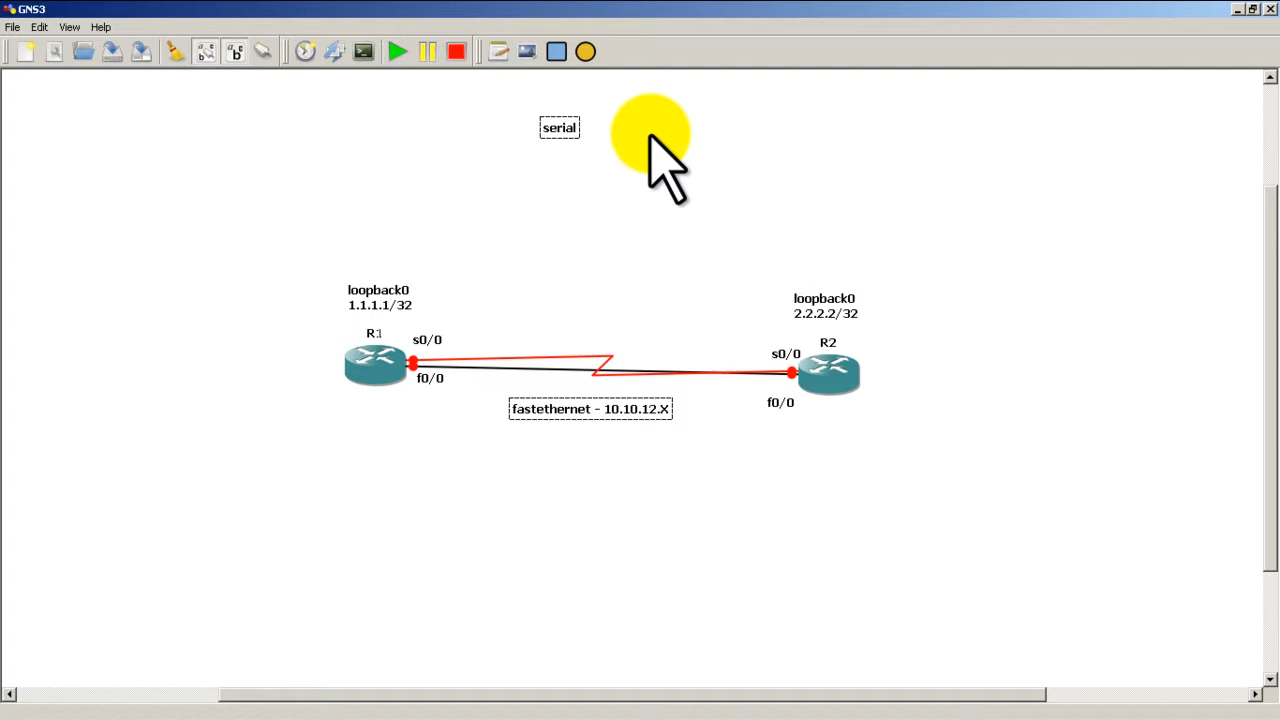 GNS3
File Edit View Help
serial
loopback0
1.1.1.1/32
loopback0
2.2.2.2/32
R1
s0/0
R2
s0/0
f0/0
fastethernet - 10.10.12.X
f0/0